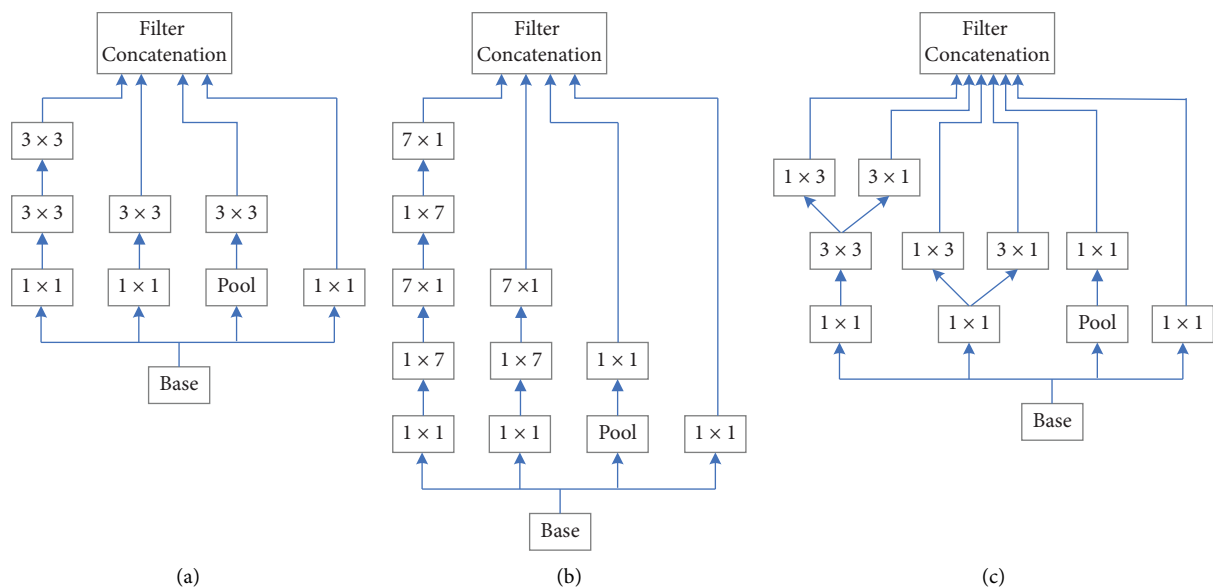 Filter
Concatenation
3 × 3
3 × 3
3 × 3
3 × 3
1 × 1
1 × 1
Pool
1 × 1
Base
(a)
Filter
Concatenation
7 × 1
1 × 7
7 × 1
7 ×1
1 × 7
1 × 7
1 × 1
1 × 1
1 × 1
Pool
1 × 1
Base
(b)
Filter
Concatenation
1 × 3
3 × 1
3 × 3
1 × 3
3 × 1
1 × 1
1 × 1
1 × 1
Pool
1 × 1
Base
(c)